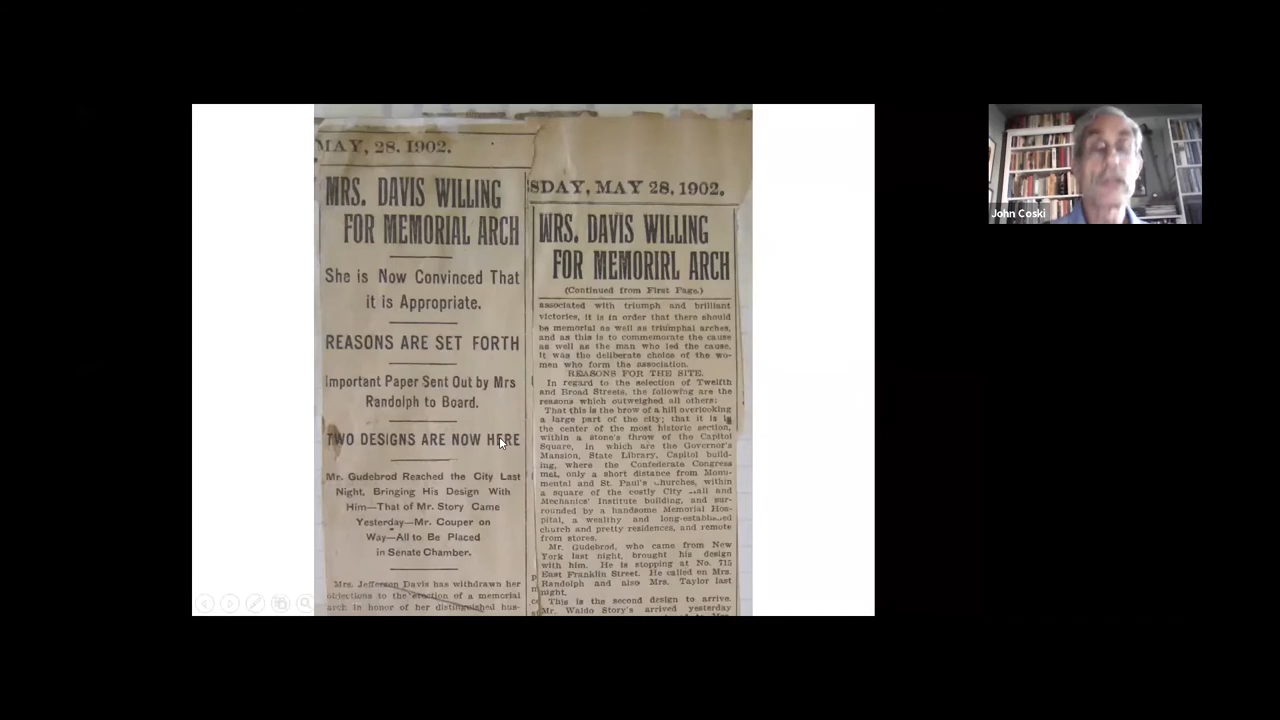 MAY, 28. 1902.
MRS. DAVIS WILLING
FOR MEMORIAL ARCH
She is Now Convinced That
it is Appropriate.
REASONS ARE SET FORTH
Important Paper Sent Out by Mrs
Randolph to Board.
TWO DESIGNS ARE NOW HERE
Mr. Gudebrod Reached the City Last
Night, Bringing His Design With
Him—That of Mr. Story Came
Yesterday—Mr. Couper on
Way—All to Be Placed
in Senate Chamber.
Mrs. Jefferson Davis has withdrawn her
objections to the erection of a memorial
arch in honor of her distinguished hus-
SDAY, MAY 28, 1902.
WRS. DAVIS WILLING
FOR MEMORIRL ARCH
(Continued from First Page.)
associated with triumph and brilliant
victories, it is in order that there should
be memorial as well as triumphal arches,
and as this is to commemorate the cause
as well as the man who led the cause.
It was the deliberate choice of the wo-
men who form the association.
REASONS FOR THE SITE.
In regard to the selection of Twelfth
and Broad Streets, the following are the
reasons which outweighed all others:
That this is the brow of a hill overlooking
a large part of the city; that it is in
the center of the most historic section,
within a stone's throw of the Capitol
Square, in which are the Governor's
Mansion, State Library, Capitol build-
ing, where the Confederate Congress
met, only a short distance from Monu-
mental and St. Paul's churches, within
a square of the costly City Hall and
Mechanics' Institute building, and sur-
rounded by a handsome Memorial Hos-
pital, a wealthy and long-established
church and pretty residences, and remote
from stores.
Mr. Gudebrod, who came from New
York last night, brought his design
with him. He is stopping at No. 715
East Franklin Street. He called on Mrs.
Randolph and also Mrs. Taylor last
night.
This is the second design to arrive.
Mr. Waldo Story's arrived yesterday
John Coski